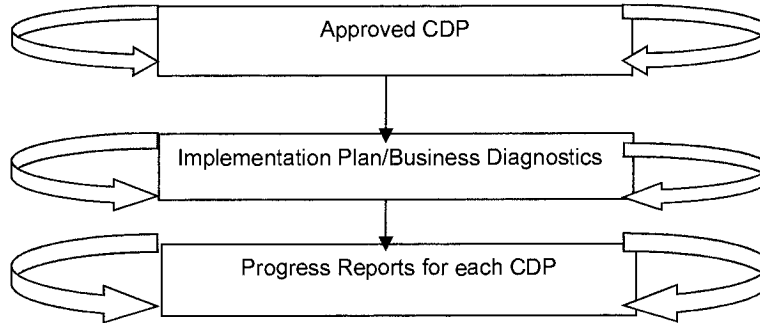 Approved CDP
Implementation Plan/Business Diagnostics
Progress Reports for each CDP